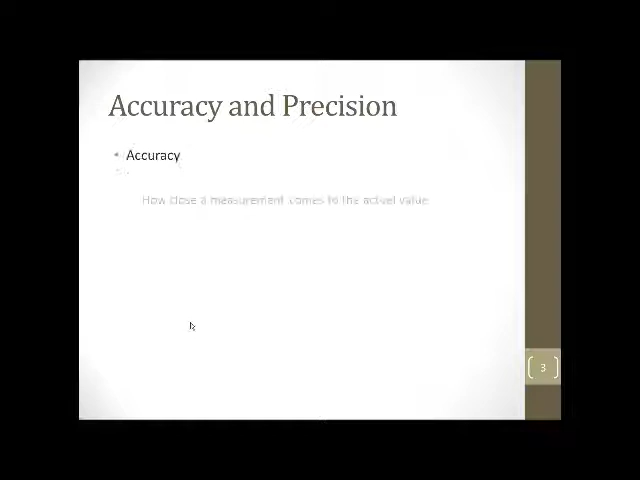 Accuracy and Precision
• Accuracy
How close a measurement comes to the actual value
3